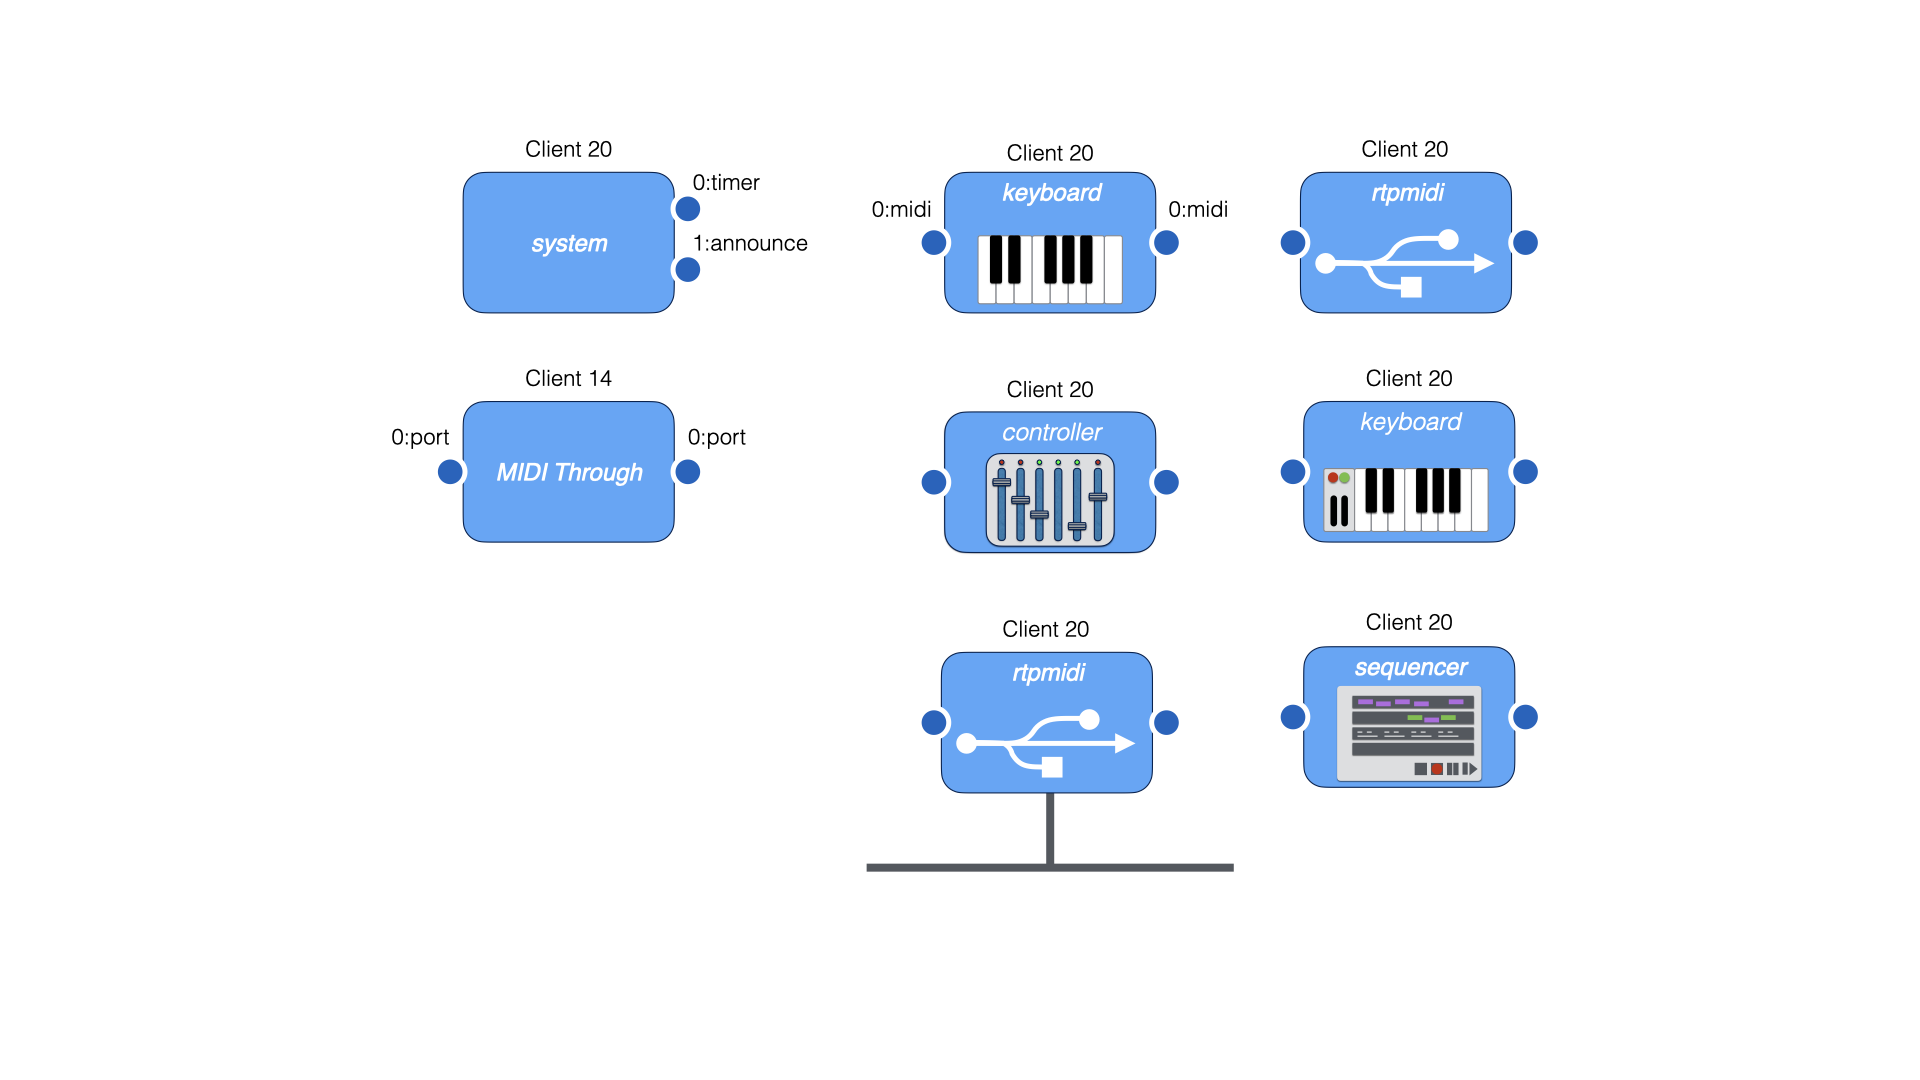 Client 20
system
0:timer
1:announce
Client 20
keyboard
0:midi
0:midi
Client 20
rtpmidi
Client 14
0:port
MIDI Through
0:port
Client 20
controller
Client 20
keyboard
Client 20
rtpmidi
Client 20
sequencer